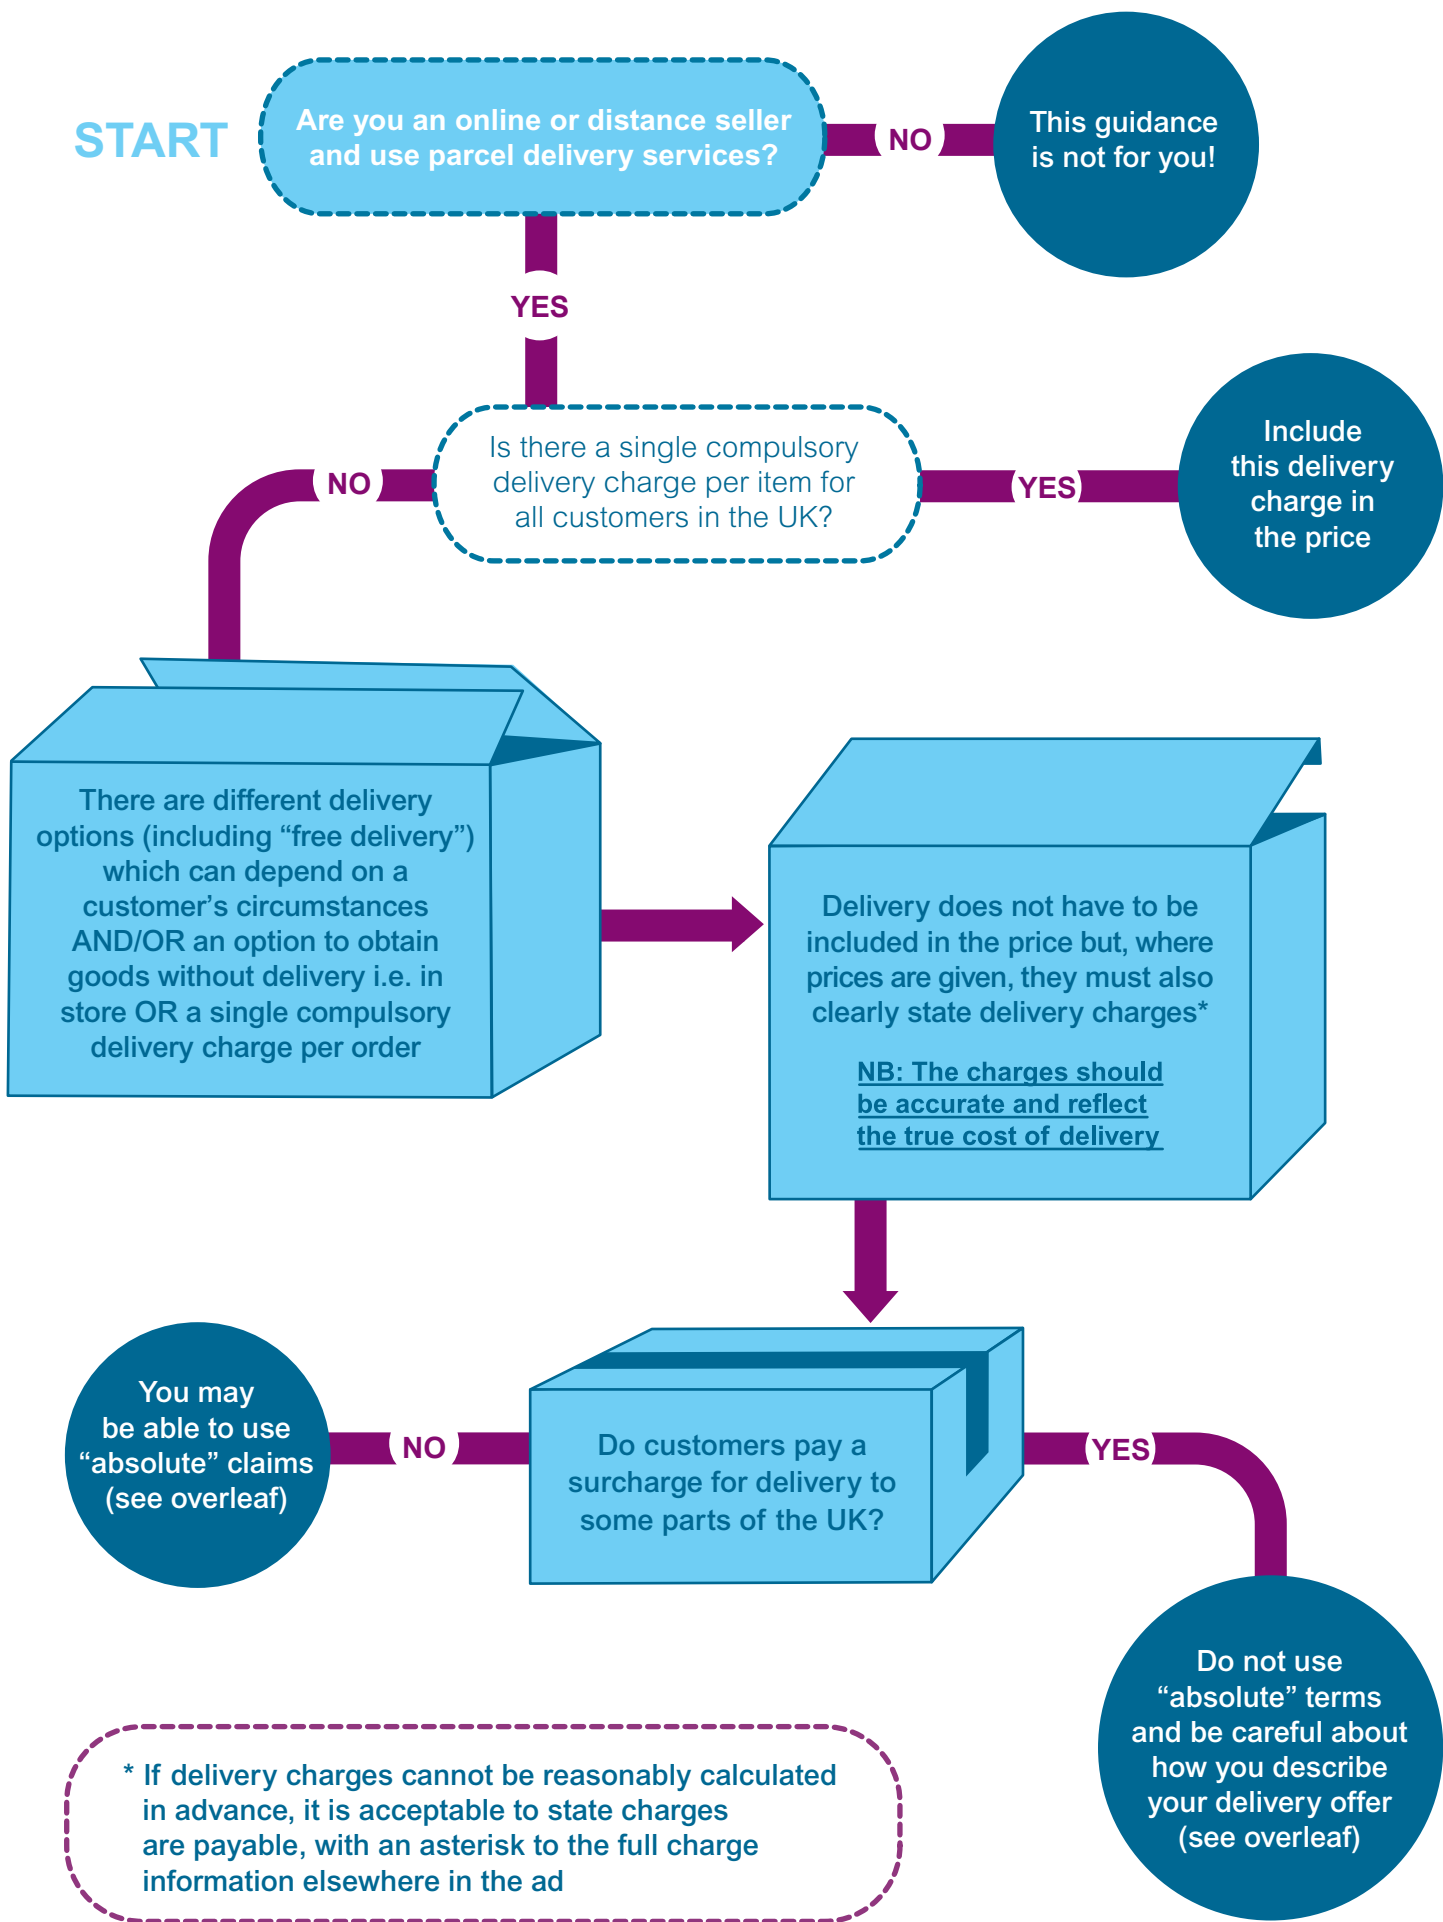 START
Are you an online or distance seller
and use parcel delivery services?
NO
This guidance
is not for you!
YES
Is there a single compulsory
delivery charge per item for
all customers in the UK?
NO
YES
Include
this delivery
charge in
the price
There are different delivery
options (including “free delivery”)
which can depend on a
customer’s circumstances
AND/OR an option to obtain
goods without delivery i.e. in
store OR a single compulsory
delivery charge per order
Delivery does not have to be
included in the price but, where
prices are given, they must also
clearly state delivery charges*
NB: The charges should
be accurate and reflect
the true cost of delivery
Do customers pay a
surcharge for delivery to
some parts of the UK?
NO
You may
be able to use
“absolute” claims
(see overleaf)
YES
Do not use
“absolute” terms
and be careful about
how you describe
your delivery offer
(see overleaf)
* If delivery charges cannot be reasonably calculated
in advance, it is acceptable to state charges
are payable, with an asterisk to the full charge
information elsewhere in the ad